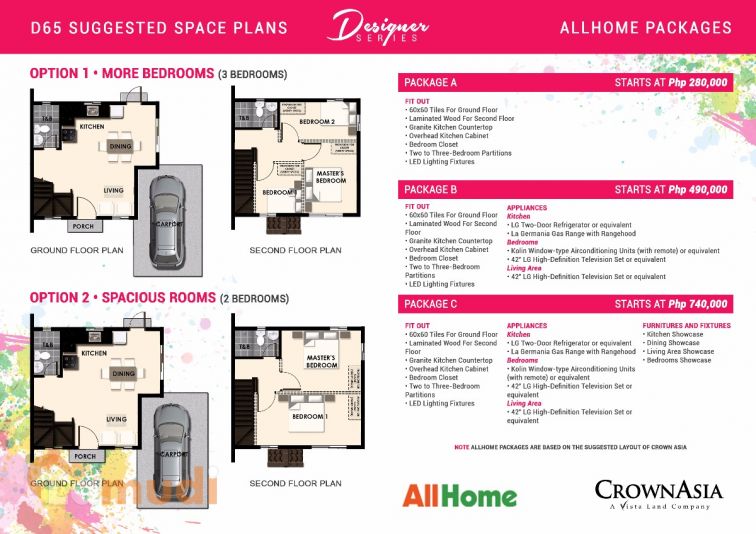 D65 SUGGESTED SPACE PLANS
Designer
SERIES
ALLHOME PACKAGES
OPTION 1 • MORE BEDROOMS (3 BEDROOMS)
T&B
KITCHEN
DINING
LIVING
PORCH
CARPORT
GROUND FLOOR PLAN
T&B
BEDROOM 2
MASTER'S
BEDROOM
BEDROOM 1
SECOND FLOOR PLAN
OPTION 2 • SPACIOUS ROOMS (2 BEDROOMS)
T&B
KITCHEN
DINING
LIVING
PORCH
CARPORT
GROUND FLOOR PLAN
T&B
MASTER'S
BEDROOM
BEDROOM 1
SECOND FLOOR PLAN
mudi
PACKAGE A STARTS AT Php 280,000
FIT OUT
• 60x60 Tiles For Ground Floor
• Laminated Wood For Second Floor
• Granite Kitchen Countertop
• Overhead Kitchen Cabinet
• Bedroom Closet
• Two to Three-Bedroom Partitions
• LED Lighting Fixtures
PACKAGE B STARTS AT Php 490,000
FIT OUT
• 60x60 Tiles For Ground Floor
• Laminated Wood For Second
Floor
• Granite Kitchen Countertop
• Overhead Kitchen Cabinet
• Bedroom Closet
• Two to Three-Bedroom
Partitions
• LED Lighting Fixtures
APPLIANCES
Kitchen
• LG Two-Door Refrigerator or equivalent
• La Germania Gas Range with Rangehood
Bedrooms
• Kolin Window-type Airconditioning Units (with remote) or equivalent
• 42" LG High-Definition Television Set or equivalent
Living Area
• 42" LG High-Definition Television Set or equivalent
PACKAGE C STARTS AT Php 740,000
FIT OUT
• 60x60 Tiles For Ground Floor
• Laminated Wood For Second
Floor
• Granite Kitchen Countertop
• Overhead Kitchen Cabinet
• Bedroom Closet
• Two to Three-Bedroom
Partitions
• LED Lighting Fixtures
APPLIANCES
Kitchen
• LG Two-Door Refrigerator or equivalent
• La Germania Gas Range with Rangehood
Bedrooms
• Kolin Window-type Airconditioning Units
(with remote) or equivalent
• 42" LG High-Definition Television Set or
equivalent
Living Area
• 42" LG High-Definition Television Set or
equivalent
FURNITURES AND FIXTURES
• Kitchen Showcase
• Dining Showcase
• Living Area Showcase
• Bedrooms Showcase
NOTE ALLHOME PACKAGES ARE BASED ON THE SUGGESTED LAYOUT OF CROWN ASIA
AllHome
CROWNASIA
A Vista Land Company